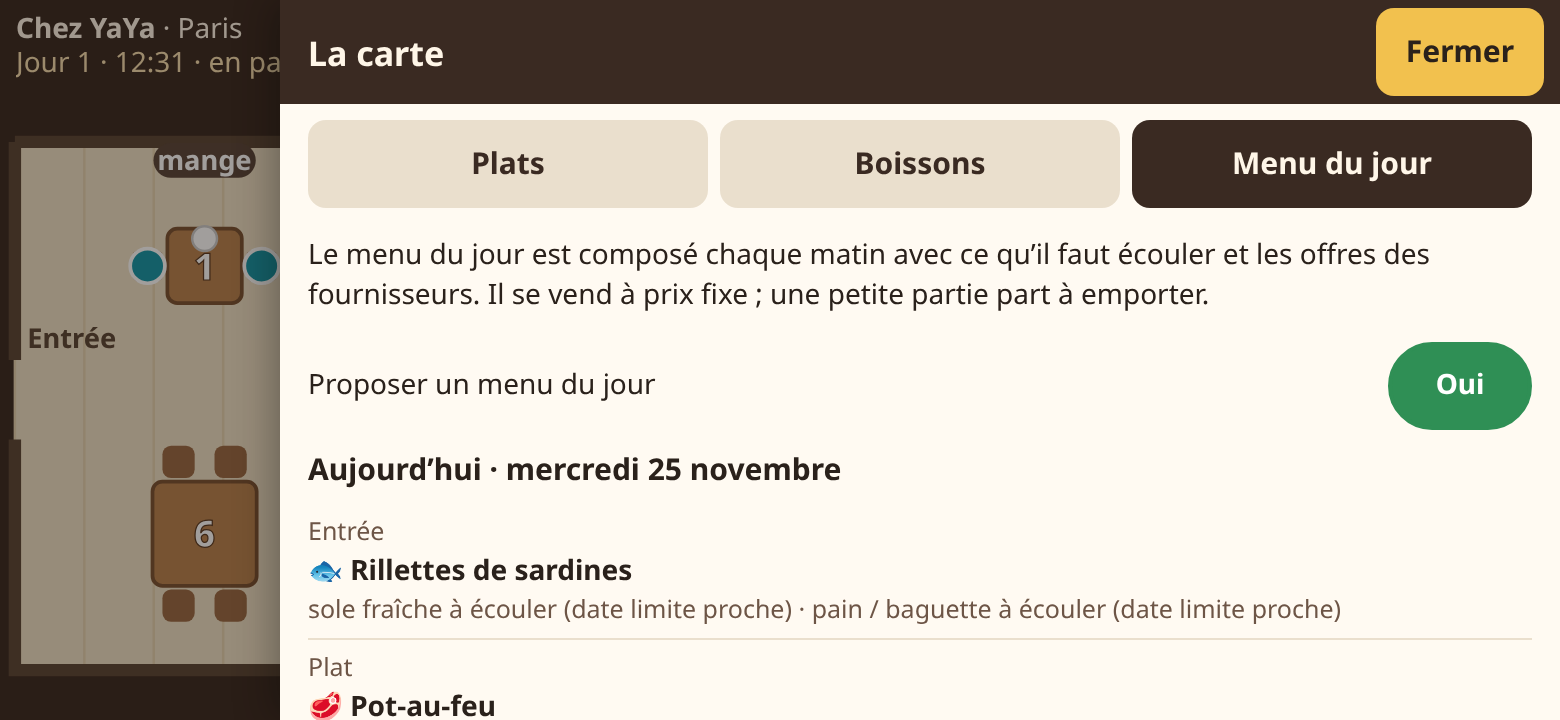 Chez YaYa · Paris
Jour 1 · 12:31 · en pa
mange
1
Entrée
6
La carte
Fermer
Plats
Boissons
Menu du jour
Le menu du jour est composé chaque matin avec ce qu’il faut écouler et les offres des
fournisseurs. Il se vend à prix fixe ; une petite partie part à emporter.
Proposer un menu du jour
Oui
Aujourd’hui · mercredi 25 novembre
Entrée
Rillettes de sardines
sole fraîche à écouler (date limite proche) · pain / baguette à écouler (date limite proche)
Plat
Pot-au-feu